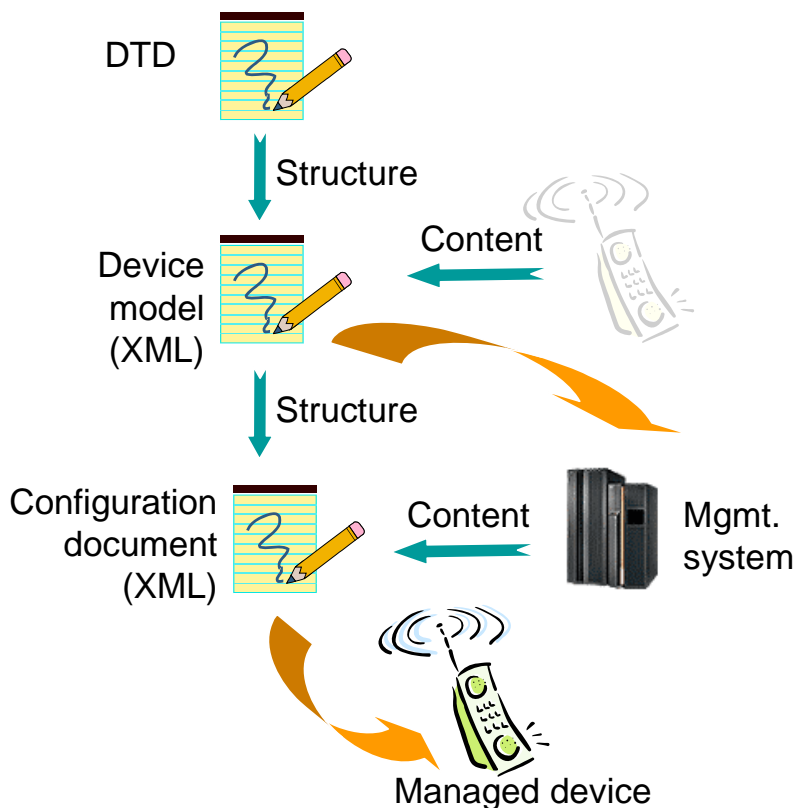 DTD
Structure
Content
Device
model
(XML)
Structure
Configuration
document
(XML)
Content
Mgmt.
system
Managed device